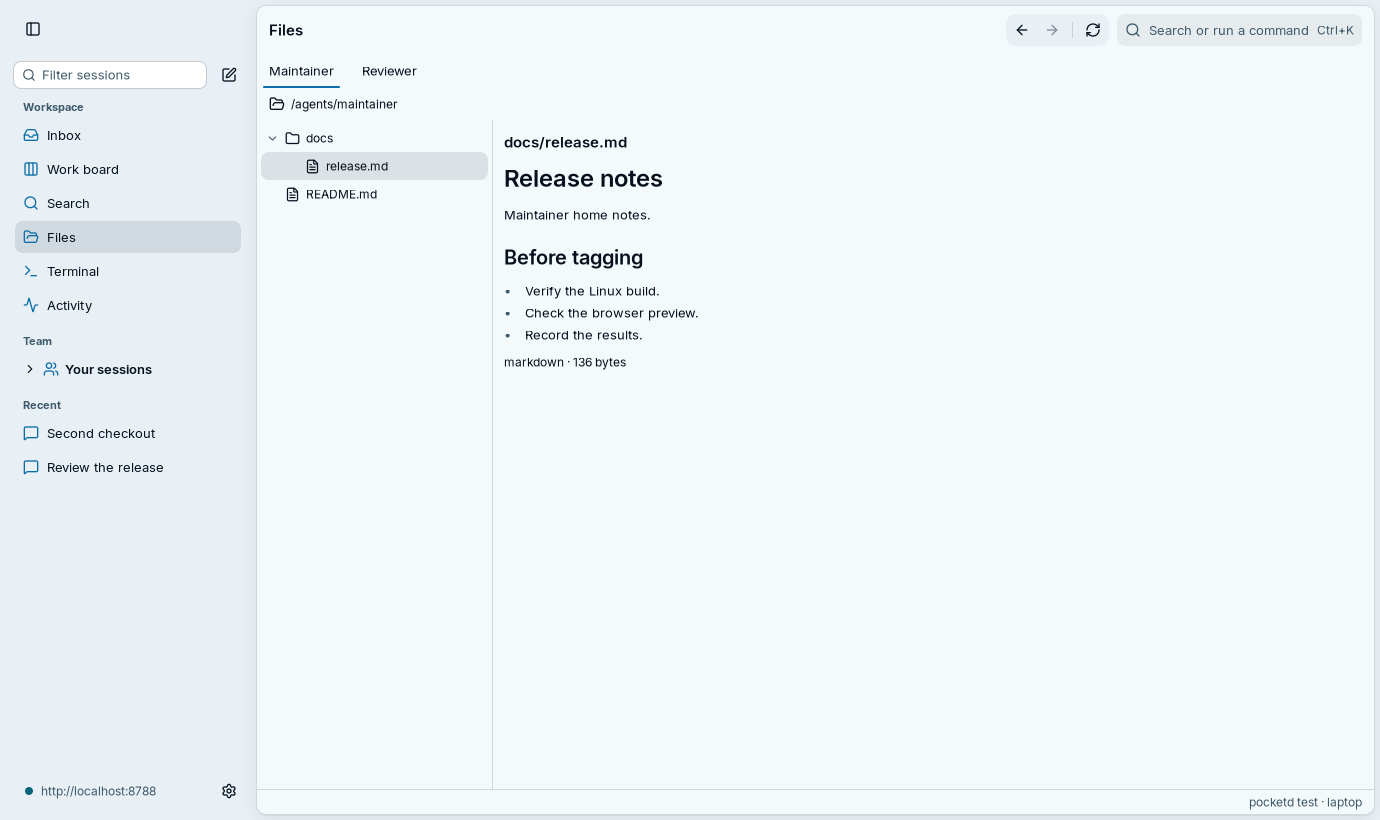 Files
Search or run a command Ctrl+K
Filter sessions
Workspace
Inbox
Work board
Search
Files
Terminal
Activity
Team
Your sessions
Recent
Second checkout
Review the release
http://localhost:8788
Maintainer Reviewer
/agents/maintainer
docs
release.md
README.md
docs/release.md
Release notes
Maintainer home notes.
Before tagging
• Verify the Linux build.
• Check the browser preview.
• Record the results.
markdown · 136 bytes
pocketd test · laptop